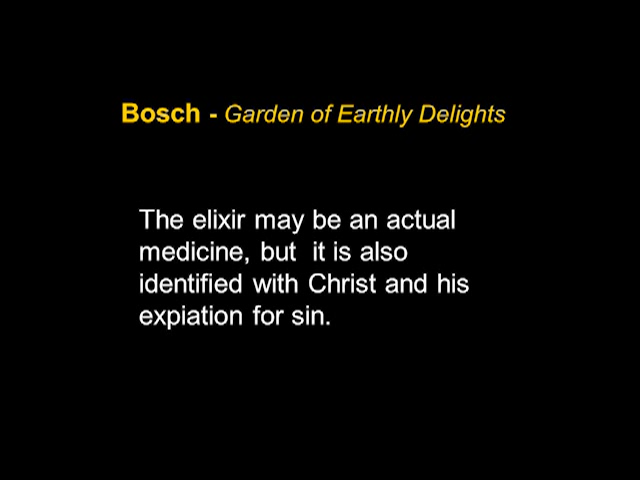 Bosch - Garden of Earthly Delights
The elixir may be an actual
medicine, but  it is also
identified with Christ and his
expiation for sin.